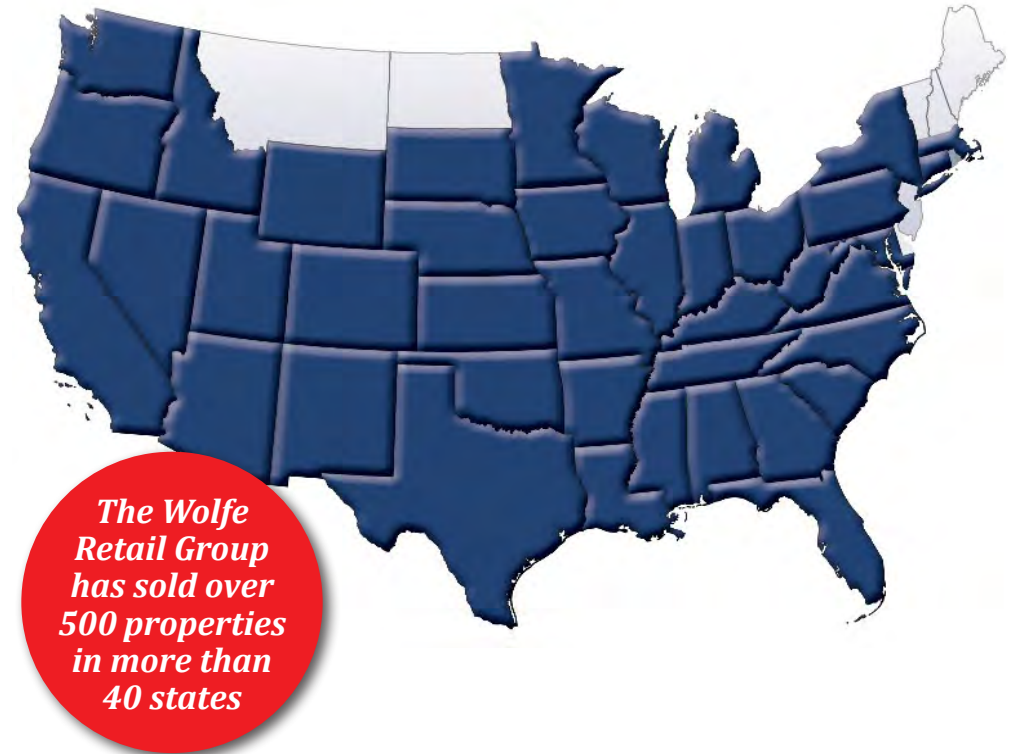 The Wolfe
Retail Group
has sold over
500 properties
in more than
40 states